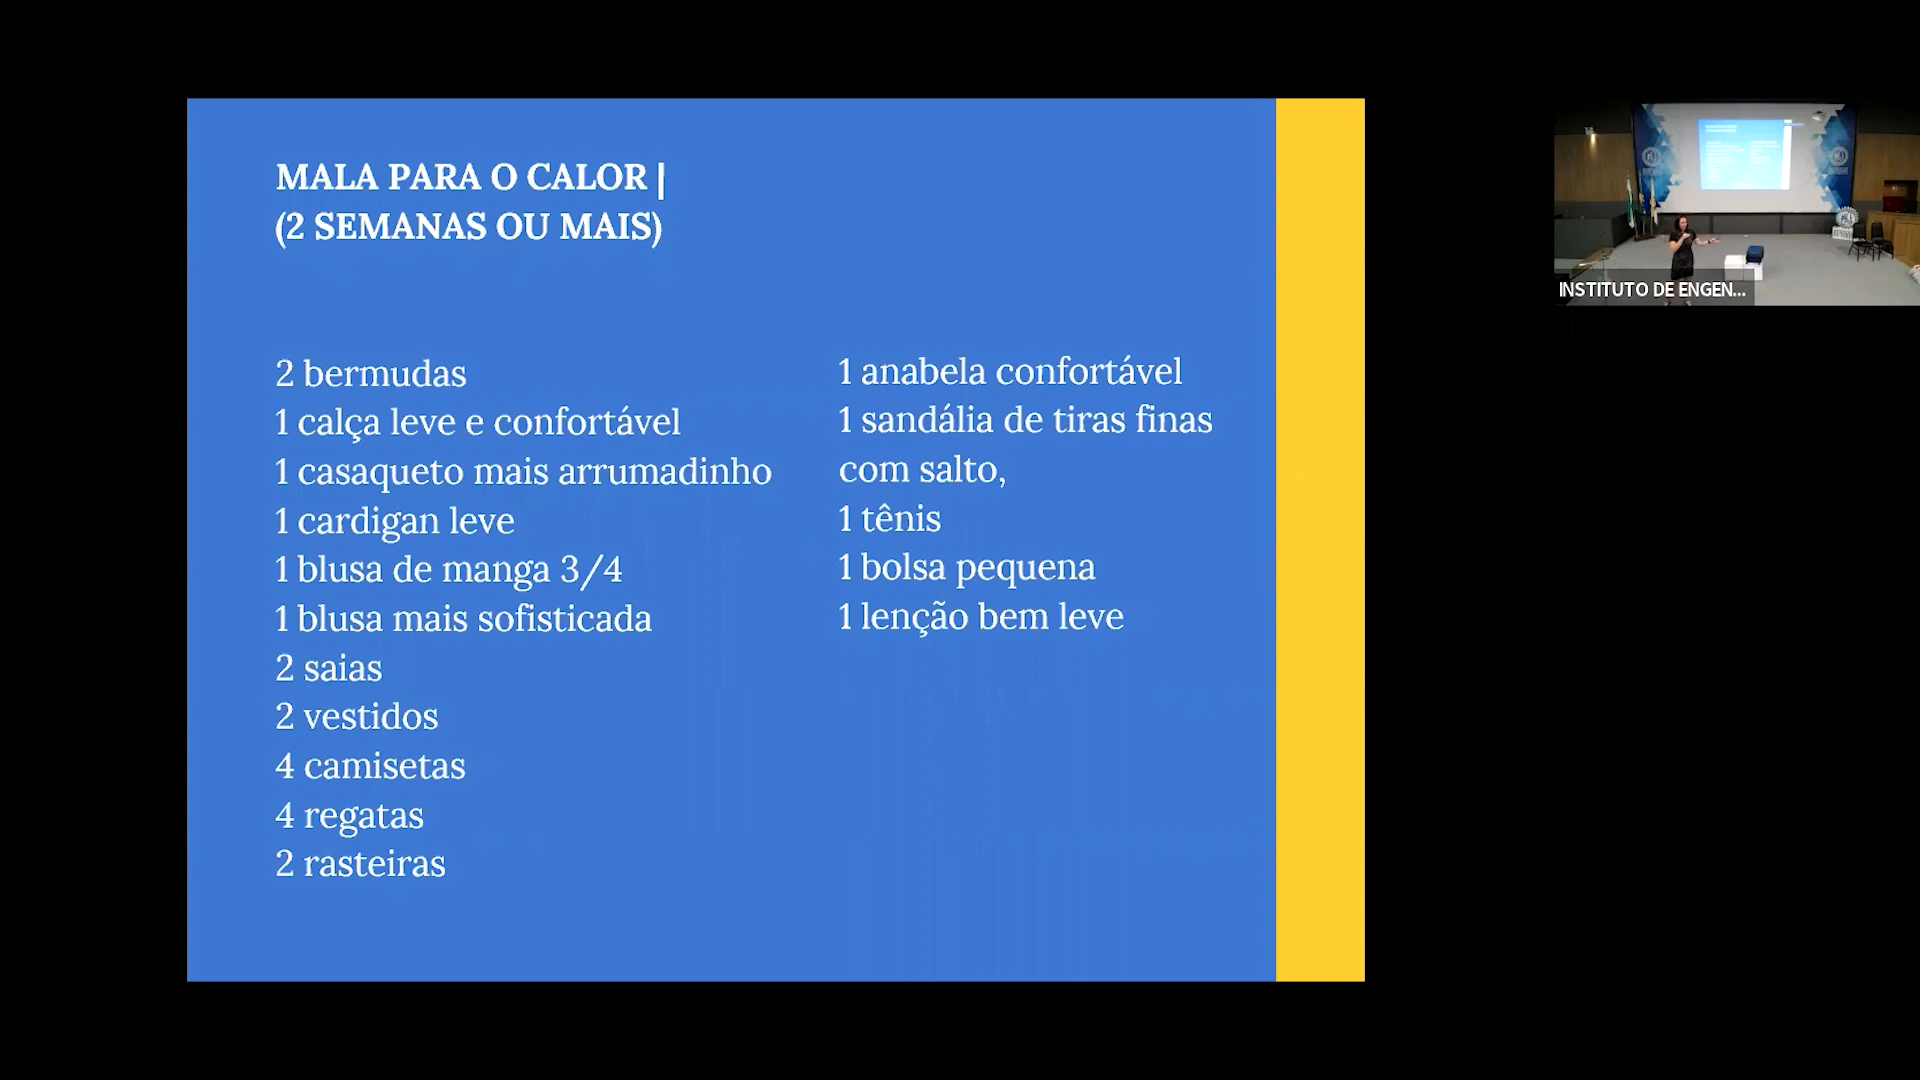 MALA PARA O CALOR |
(2 SEMANAS OU MAIS)
2 bermudas
1 calça leve e confortável
1 casaqueto mais arrumadinho
1 cardigan leve
1 blusa de manga 3/4
1 blusa mais sofisticada
2 saias
2 vestidos
4 camisetas
4 regatas
2 rasteiras
1 anabela confortável
1 sandália de tiras finas
com salto,
1 tênis
1 bolsa pequena
1 lenção bem leve
INSTITUTO DE ENGEN...